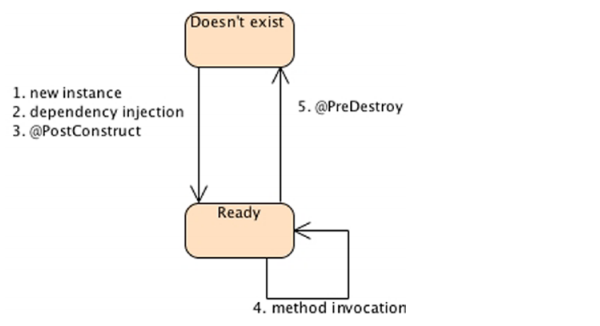 Doesn't exist
1. new instance
2. dependency injection
3. @PostConstruct
5. @PreDestroy
Ready
4. method invocation